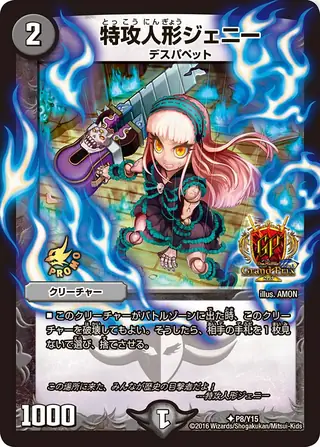 2
とっこうにんぎょう
特攻人形ジェニー
デスパペット
PROMO
GP
Grand Prix
クリーチャー
illus. AMON
■ このクリーチャーがバトルゾーンに出た時、このクリ
ーチャーを破壊してもよい。そうしたら、相手の手札を1枚見
ないで選び、捨てさせる。
この場所に来た、みんなが歴史の目撃者だよ!
―特攻人形ジェニー
1000
P8/Y15
©2016 Wizards/Shogakukan/Mitsui-Kids